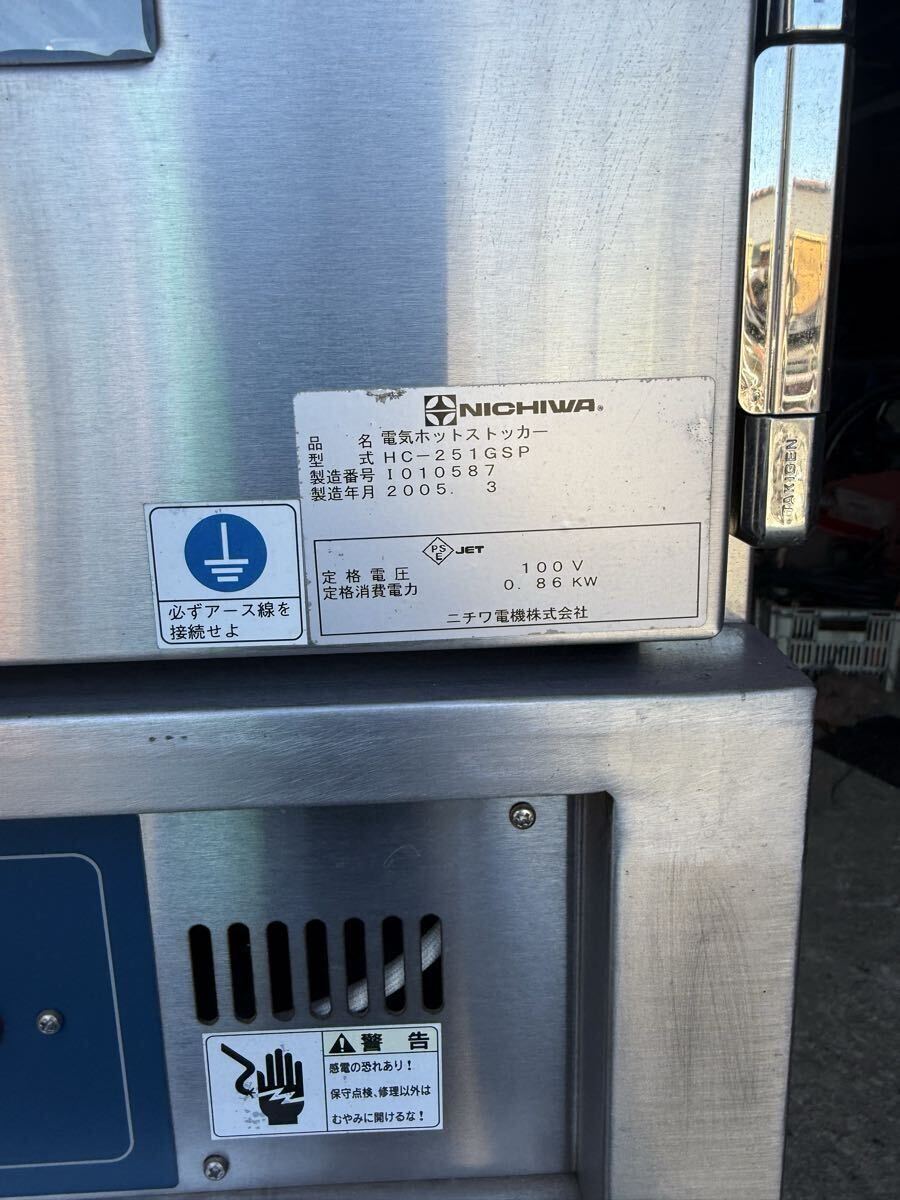 NICHIWA®
品名 電気ホットストッカー
型式 HC-251GSP
製造番号 I010587
製造年月 2005. 3
PS
E JET
定格電圧 100V
定格消費電力 0.86KW
ニチワ電機株式会社
必ずアース線を
接続せよ
TAKIGEN
警告
感電の恐れあり!
保守点検、修理以外は
むやみに開けるな!